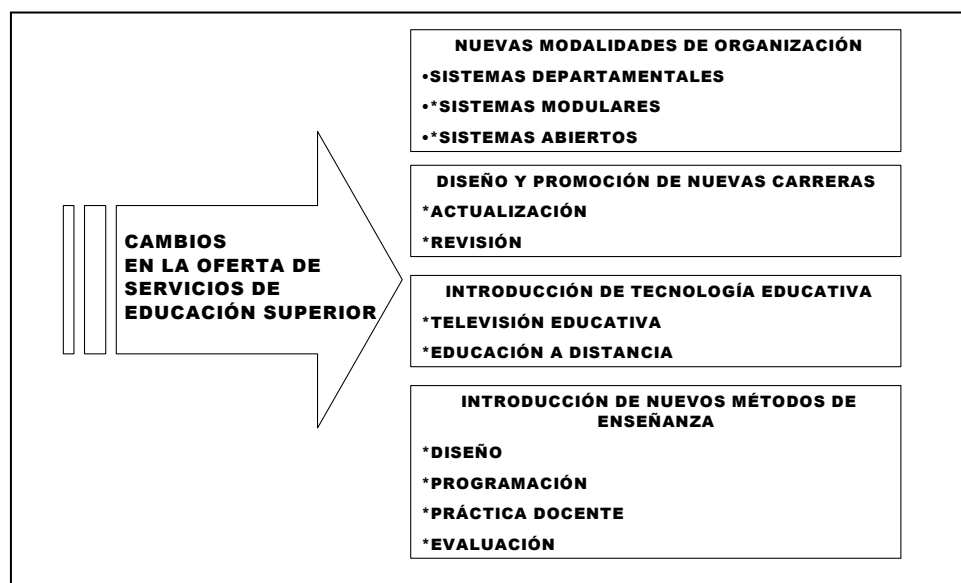 CAMBIOS
EN LA OFERTA DE
SERVICIOS DE
EDUCACIÓN SUPERIOR
NUEVAS MODALIDADES DE ORGANIZACIÓN
•SISTEMAS DEPARTAMENTALES
•*SISTEMAS MODULARES
•*SISTEMAS ABIERTOS
DISEÑO Y PROMOCIÓN DE NUEVAS CARRERAS
*ACTUALIZACIÓN
*REVISIÓN
INTRODUCCIÓN DE TECNOLOGÍA EDUCATIVA
*TELEVISIÓN EDUCATIVA
*EDUCACIÓN A DISTANCIA
INTRODUCCIÓN DE NUEVOS MÉTODOS DE
ENSEÑANZA
*DISEÑO
*PROGRAMACIÓN
*PRÁCTICA DOCENTE
*EVALUACIÓN